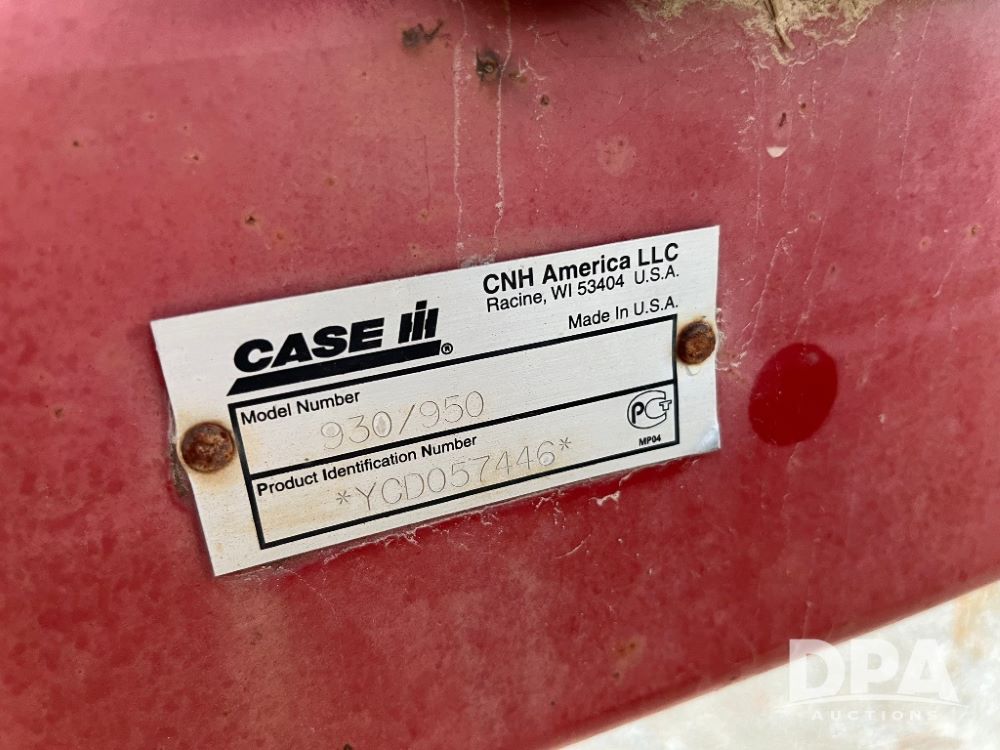 CASE IH®
CNH America LLC
Racine, WI 53404 U.S.A.
Made In U.S.A.
Model Number
930/950
Product Identification Number
*YCD057446*
PCT
MP04
DPA
AUCTIONS